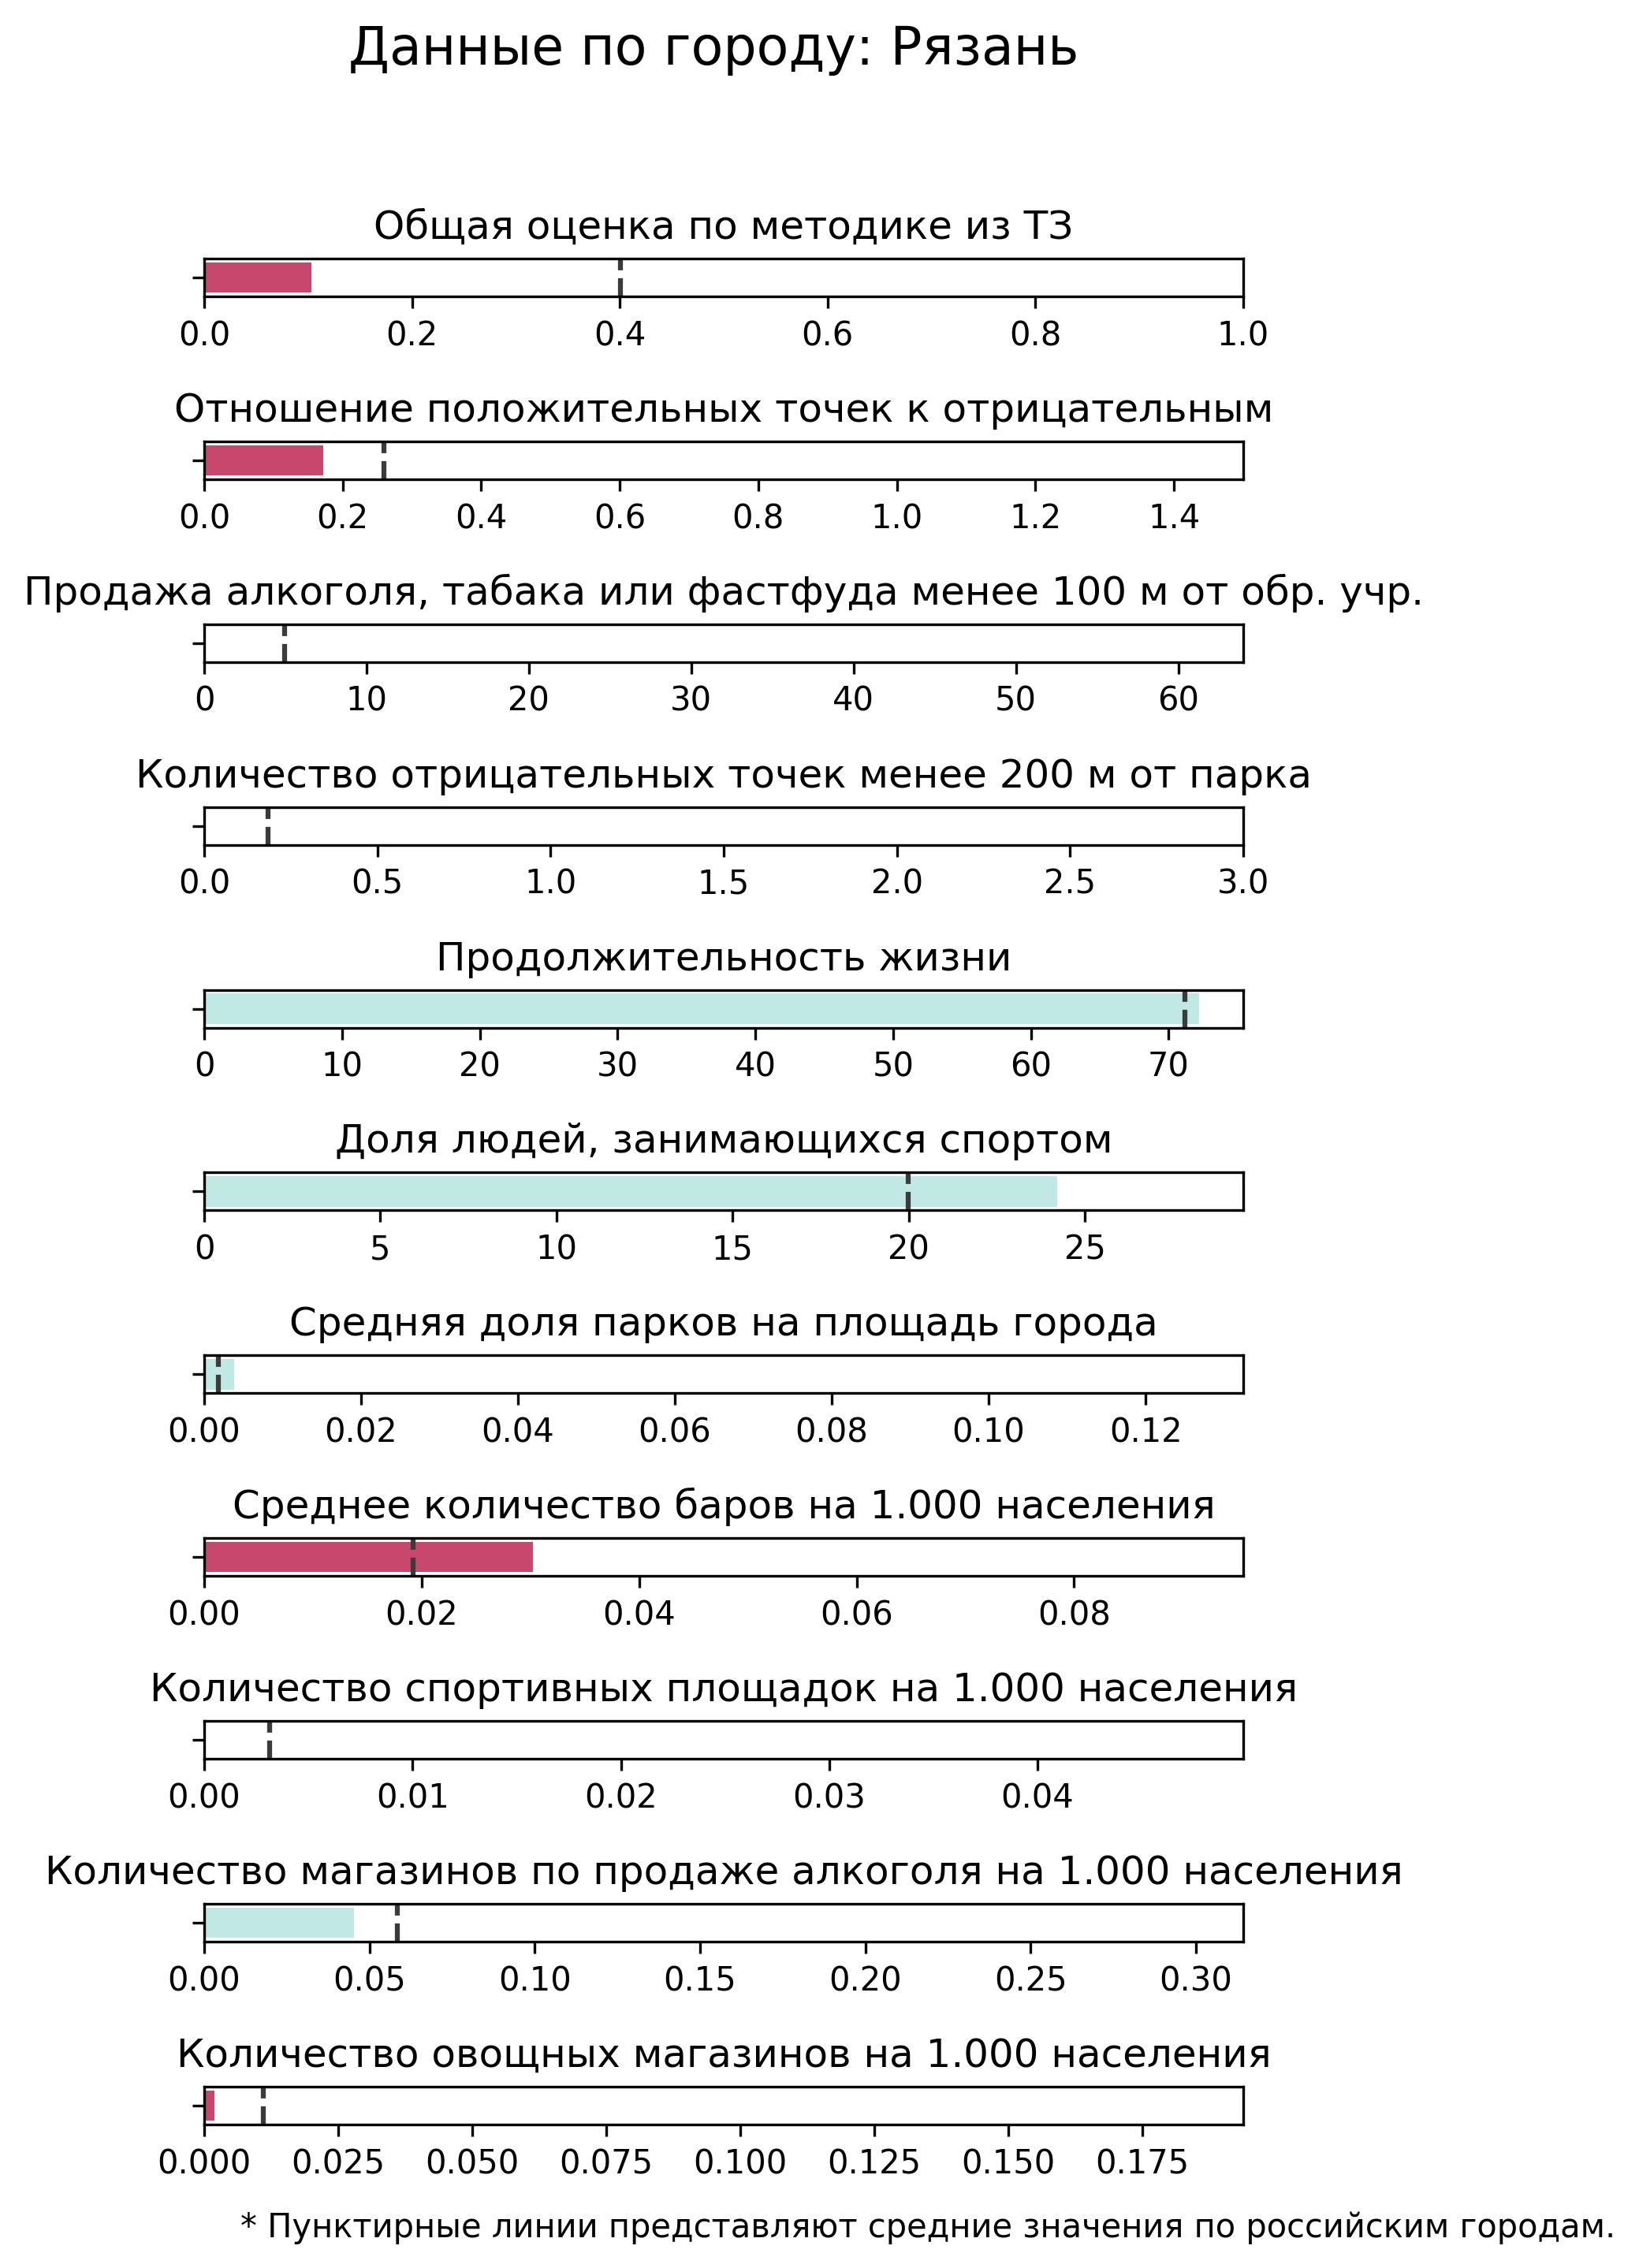 Данные по городу: Рязань
Общая оценка по методике из ТЗ
0.0 0.2 0.4 0.6 0.8 1.0
Отношение положительных точек к отрицательным
0.0 0.2 0.4 0.6 0.8 1.0 1.2 1.4
Продажа алкоголя, табака или фастфуда менее 100 м от обр. учр.
0 10 20 30 40 50 60
Количество отрицательных точек менее 200 м от парка
0.0 0.5 1.0 1.5 2.0 2.5 3.0
Продолжительность жизни
0 10 20 30 40 50 60 70
Доля людей, занимающихся спортом
0 5 10 15 20 25
Средняя доля парков на площадь города
0.00 0.02 0.04 0.06 0.08 0.10 0.12
Среднее количество баров на 1.000 населения
0.00 0.02 0.04 0.06 0.08
Количество спортивных площадок на 1.000 населения
0.00 0.01 0.02 0.03 0.04
Количество магазинов по продаже алкоголя на 1.000 населения
0.00 0.05 0.10 0.15 0.20 0.25 0.30
Количество овощных магазинов на 1.000 населения
0.000 0.025 0.050 0.075 0.100 0.125 0.150 0.175
* Пунктирные линии представляют средние значения по российским городам.